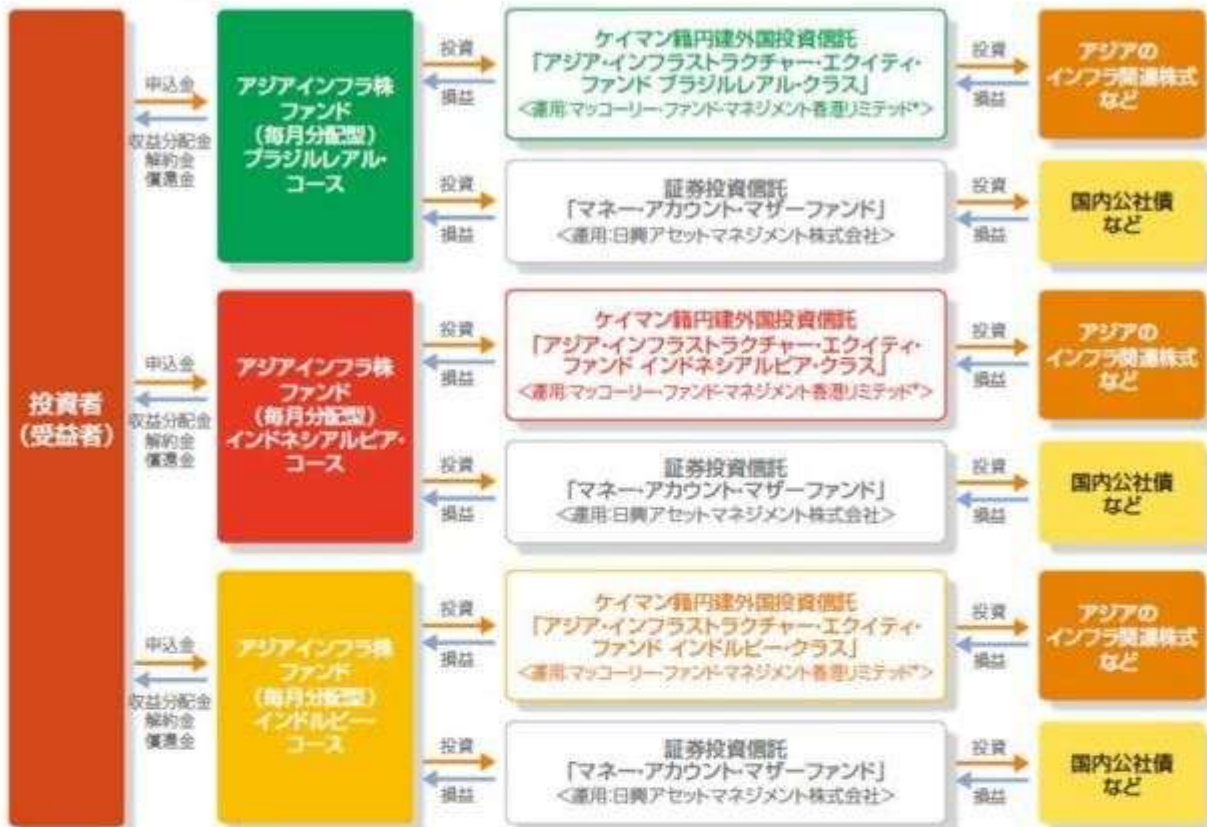 投資者
(受益者)
申込金
収益分配金
解約金
償還金
アジアインフラ株
ファンド
(毎月分配型)
ブラジルレアル・
コース
投資
損益
ケイマン籍円建外国投資信託
「アジア・インフラストラクチャー・エクイティ・
ファンド ブラジルレアル・クラス」
<運用:マッコーリー・ファンド・マネジメント香港リミテッド*>
投資
損益
アジアの
インフラ関連株式
など
投資
損益
証券投資信託
「マネー・アカウント・マザーファンド」
<運用:日興アセットマネジメント株式会社>
投資
損益
国内公社債
など
申込金
収益分配金
解約金
償還金
アジアインフラ株
ファンド
(毎月分配型)
インドネシアルピア・
コース
投資
損益
ケイマン籍円建外国投資信託
「アジア・インフラストラクチャー・エクイティ・
ファンド インドネシアルピア・クラス」
<運用:マッコーリー・ファンド・マネジメント香港リミテッド*>
投資
損益
アジアの
インフラ関連株式
など
投資
損益
証券投資信託
「マネー・アカウント・マザーファンド」
<運用:日興アセットマネジメント株式会社>
投資
損益
国内公社債
など
申込金
収益分配金
解約金
償還金
アジアインフラ株
ファンド
(毎月分配型)
インドルピー・
コース
投資
損益
ケイマン籍円建外国投資信託
「アジア・インフラストラクチャー・エクイティ・
ファンド インドルピー・クラス」
<運用:マッコーリー・ファンド・マネジメント香港リミテッド*>
投資
損益
アジアの
インフラ関連株式
など
投資
損益
証券投資信託
「マネー・アカウント・マザーファンド」
<運用:日興アセットマネジメント株式会社>
投資
損益
国内公社債
など